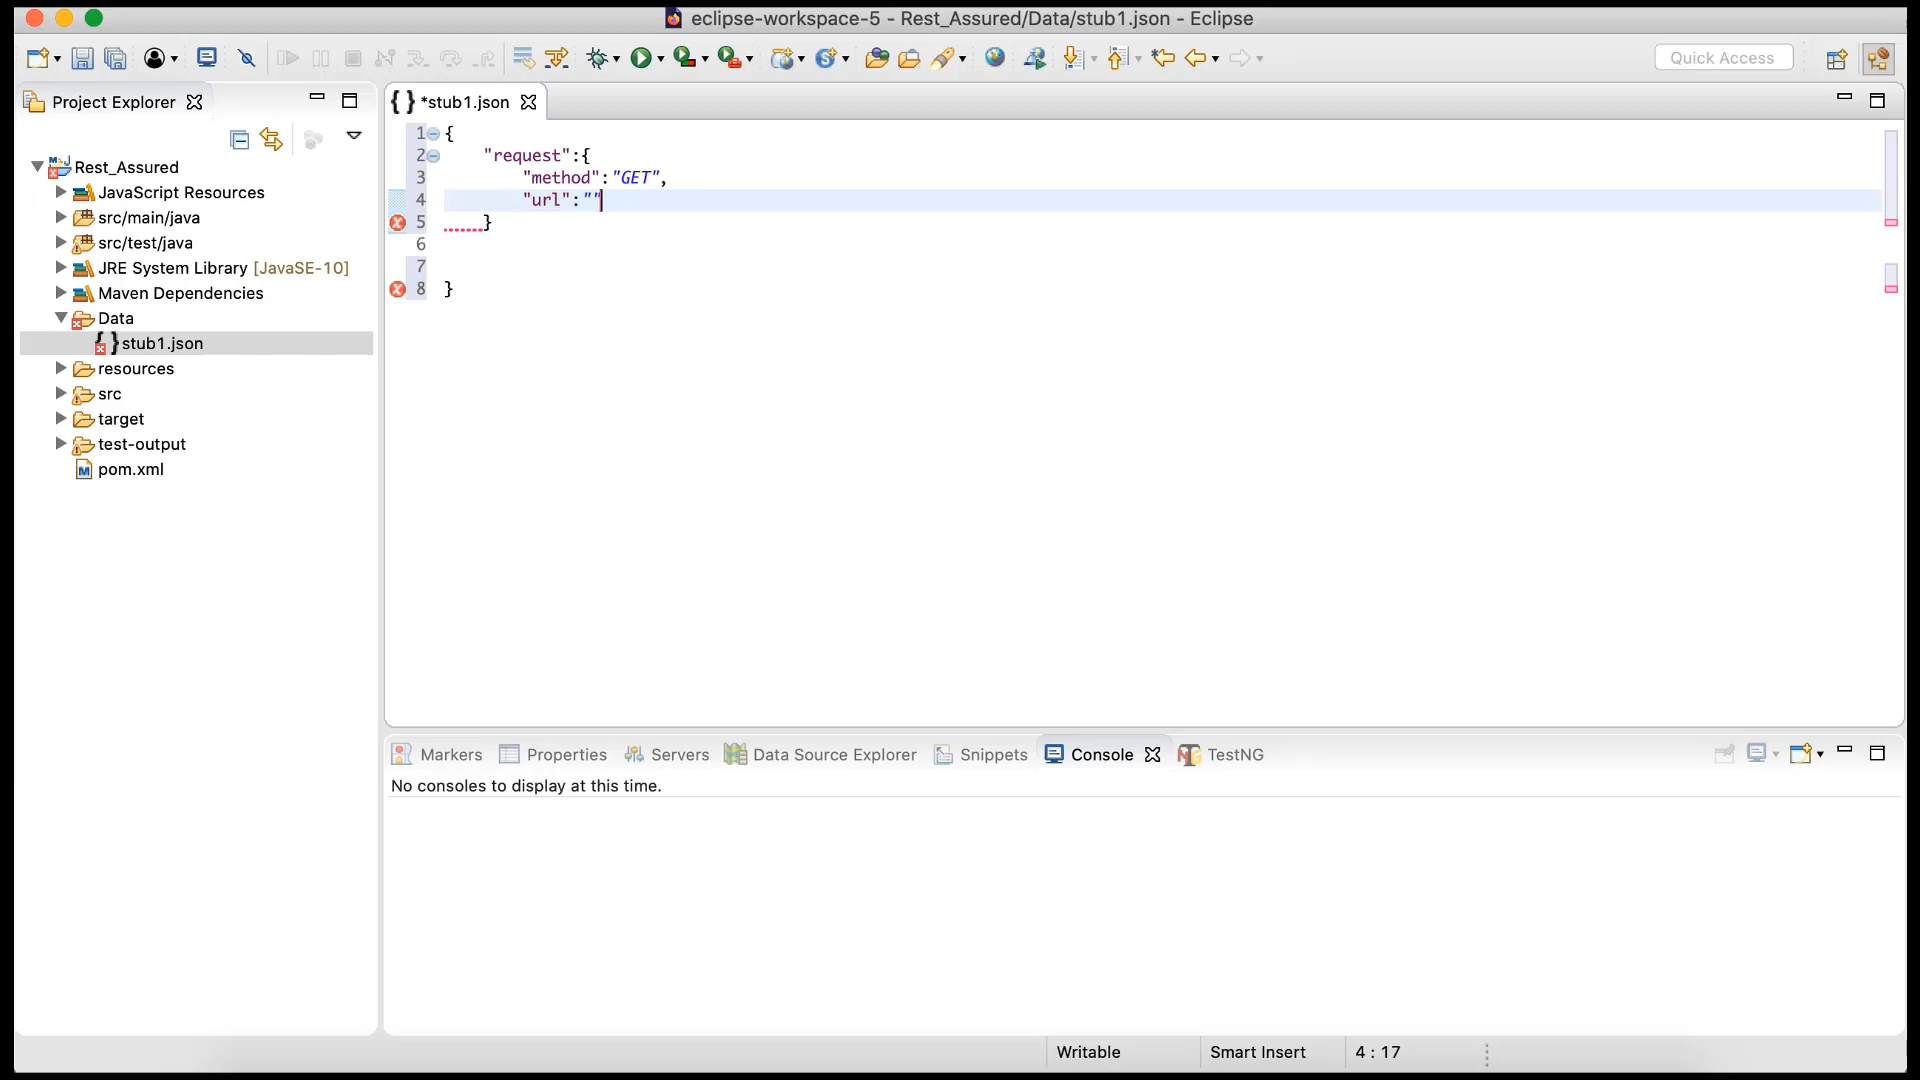 eclipse-workspace-5 - Rest_Assured/Data/stub1.json - Eclipse
Quick Access
Project Explorer
*stub1.json
Rest_Assured
JavaScript Resources
src/main/java
src/test/java
JRE System Library [JavaSE-10]
Maven Dependencies
Data
stub1.json
resources
src
target
test-output
pom.xml
1 {
2 "request":{
3 "method":"GET",
4 "url":""
5 }
6
7
8 }
Markers Properties Servers Data Source Explorer Snippets Console TestNG
No consoles to display at this time.
Writable Smart Insert 4 : 17